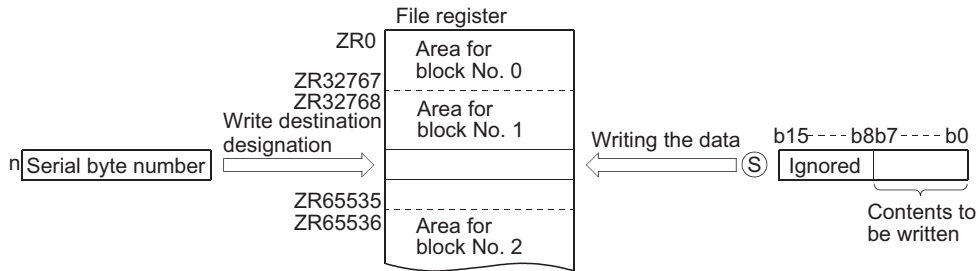 File register
ZR0
Area for
block No. 0
ZR32767
ZR32768
Area for
block No. 1
Write destination
designation
n Serial byte number
Writing the data
S
b15----b8b7----b0
Ignored
Contents to
be written
ZR65535
ZR65536
Area for
block No. 2